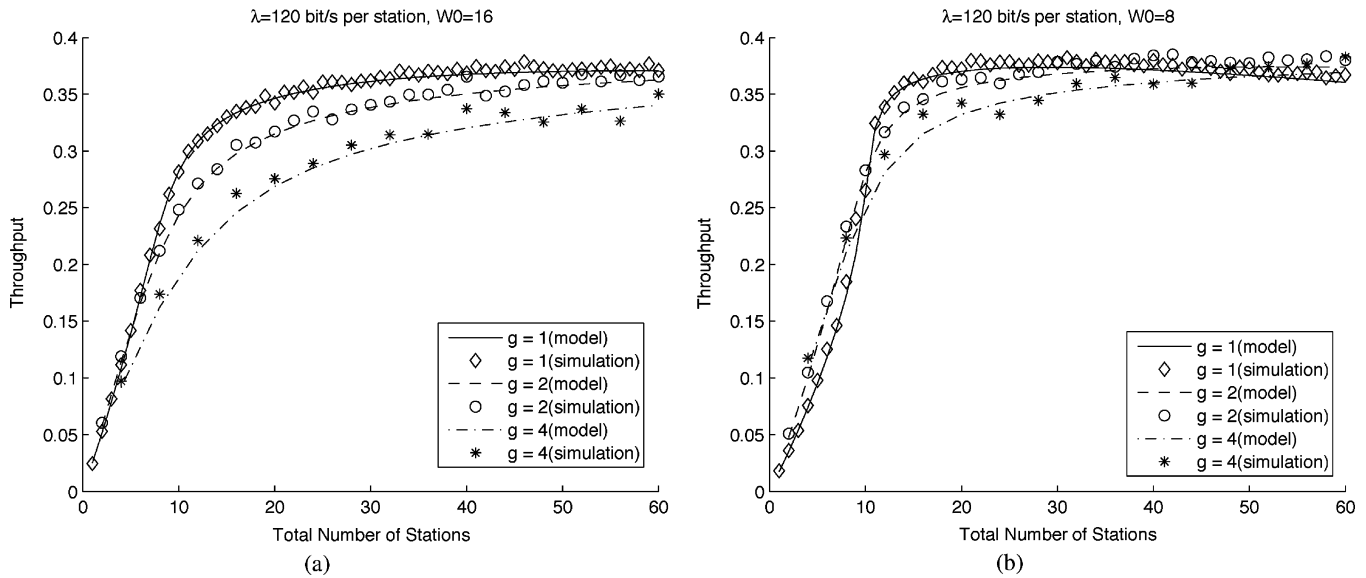 λ=120 bit/s per station, W0=16
0.4
0.35
0.3
0.25
0.2
0.15
0.1
0.05
0
Throughput
0 10 20 30 40 50 60
Total Number of Stations
g = 1(model)
g = 1(simulation)
g = 2(model)
g = 2(simulation)
g = 4(model)
g = 4(simulation)
(a)
λ=120 bit/s per station, W0=8
0.4
0.35
0.3
0.25
0.2
0.15
0.1
0.05
0
Throughput
0 10 20 30 40 50 60
Total Number of Stations
g = 1(model)
g = 1(simulation)
g = 2(model)
g = 2(simulation)
g = 4(model)
g = 4(simulation)
(b)